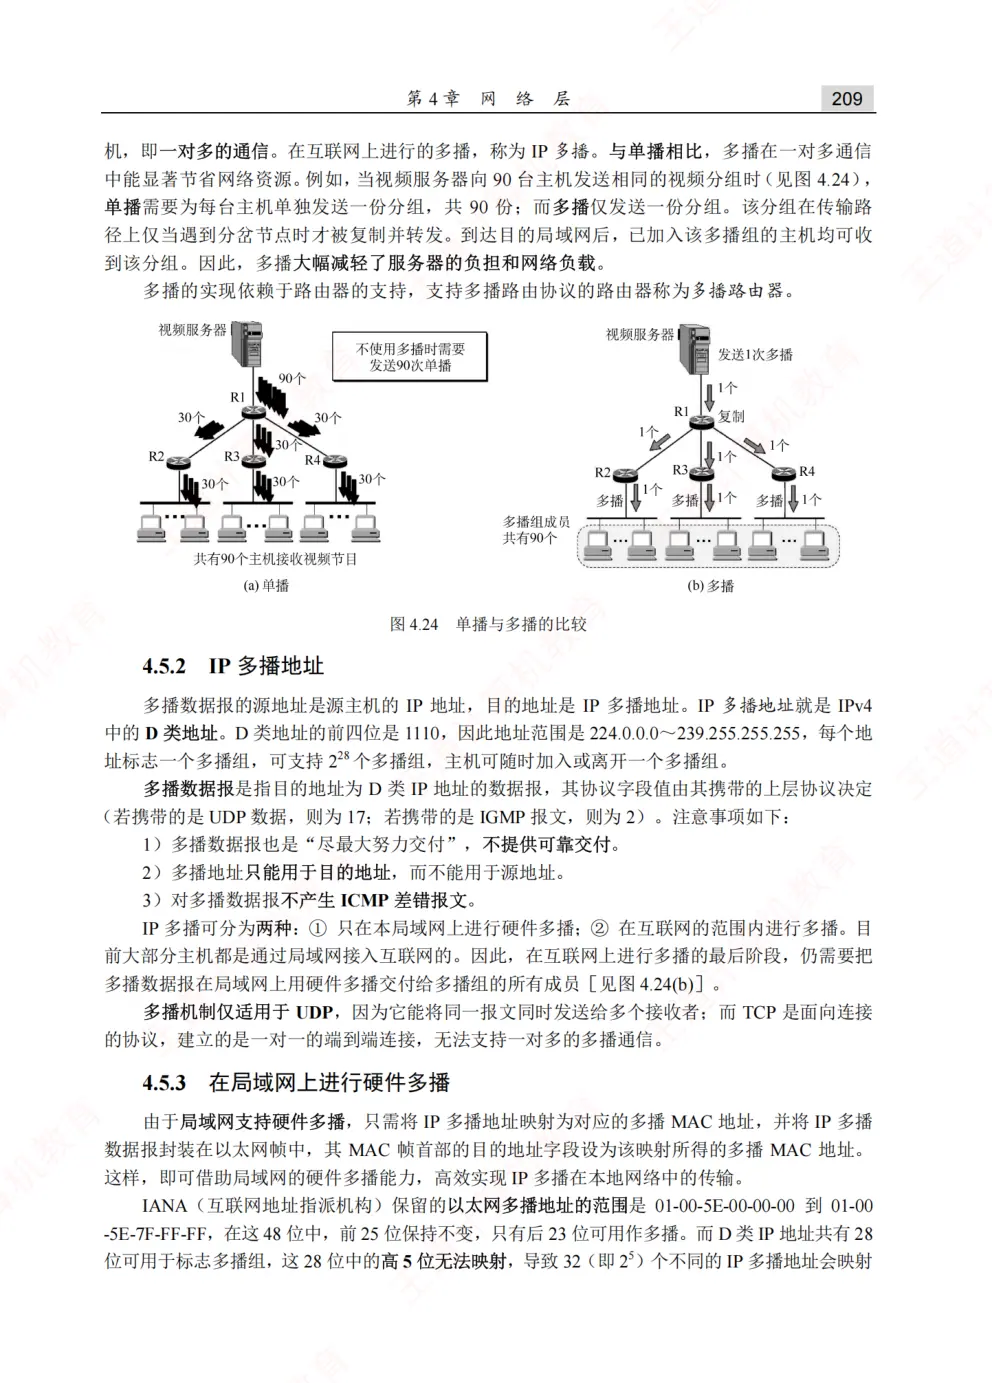 第 4 章 网 络 层 209
机，即一对多的通信。在互联网上进行的多播，称为 IP 多播。与单播相比，多播在一对多通信
中能显著节省网络资源。例如，当视频服务器向 90 台主机发送相同的视频分组时（见图 4.24），
单播需要为每台主机单独发送一份分组，共 90 份；而多播仅发送一份分组。该分组在传输路
径上仅当遇到分岔节点时才被复制并转发。到达目的局域网后，已加入该多播组的主机均可收
到该分组。因此，多播大幅减轻了服务器的负担和网络负载。
多播的实现依赖于路由器的支持，支持多播路由协议的路由器称为多播路由器。
视频服务器
不使用多播时需要
发送90次单播
90个
R1
30个
30个
30个
R2
R3
R4
30个
30个
30个
共有90个主机接收视频节目
(a) 单播
视频服务器
发送1次多播
1个
R1
复制
1个
1个
1个
R2
R3
R4
多播
1个
多播
1个
多播
1个
多播组成员
共有90个
(b) 多播
图 4.24 单播与多播的比较
4.5.2 IP 多播地址
多播数据报的源地址是源主机的 IP 地址，目的地址是 IP 多播地址。IP 多播地址就是 IPv4
中的 D 类地址。D 类地址的前四位是 1110，因此地址范围是 224.0.0.0～239.255.255.255，每个地
址标志一个多播组，可支持 2²⁸ 个多播组，主机可随时加入或离开一个多播组。
多播数据报是指目的地址为 D 类 IP 地址的数据报，其协议字段值由其携带的上层协议决定
（若携带的是 UDP 数据，则为 17；若携带的是 IGMP 报文，则为 2）。注意事项如下：
1）多播数据报也是“尽最大努力交付”，不提供可靠交付。
2）多播地址只能用于目的地址，而不能用于源地址。
3）对多播数据报不产生 ICMP 差错报文。
IP 多播可分为两种：① 只在本局域网上进行硬件多播；② 在互联网的范围内进行多播。目
前大部分主机都是通过局域网接入互联网的。因此，在互联网上进行多播的最后阶段，仍需要把
多播数据报在局域网上用硬件多播交付给多播组的所有成员［见图 4.24(b)］。
多播机制仅适用于 UDP，因为它能将同一报文同时发送给多个接收者；而 TCP 是面向连接
的协议，建立的是一对一的端到端连接，无法支持一对多的多播通信。
4.5.3 在局域网上进行硬件多播
由于局域网支持硬件多播，只需将 IP 多播地址映射为对应的多播 MAC 地址，并将 IP 多播
数据报封装在以太网帧中，其 MAC 帧首部的目的地址字段设为该映射所得的多播 MAC 地址。
这样，即可借助局域网的硬件多播能力，高效实现 IP 多播在本地网络中的传输。
IANA（互联网地址指派机构）保留的以太网多播地址的范围是 01-00-5E-00-00-00 到 01-00
-5E-7F-FF-FF，在这 48 位中，前 25 位保持不变，只有后 23 位可用作多播。而 D 类 IP 地址共有 28
位可用于标志多播组，这 28 位中的高 5 位无法映射，导致 32（即 2⁵）个不同的 IP 多播地址会映射